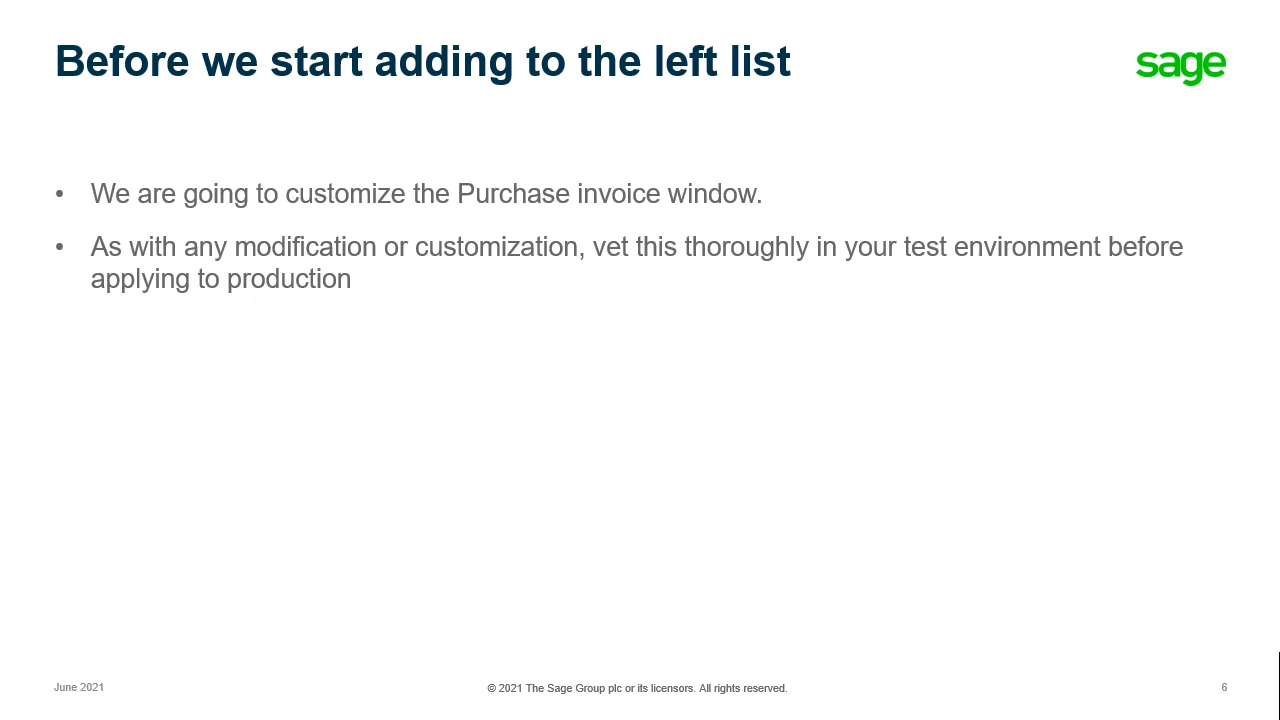 Before we start adding to the left list
sage
• We are going to customize the Purchase invoice window.
• As with any modification or customization, vet this thoroughly in your test environment before
applying to production
June 2021
© 2021 The Sage Group plc or its licensors. All rights reserved.
6